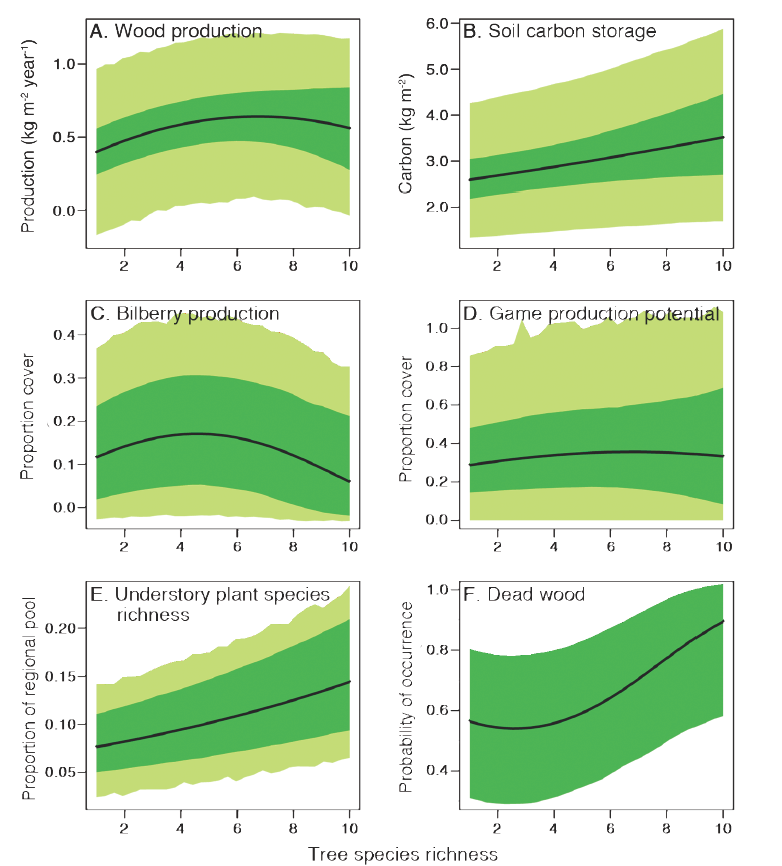 A. Wood production
Production (kg m⁻² year⁻¹)
1.0
0.5
0.0
2 4 6 8 10
B. Soil carbon storage
Carbon (kg m⁻²)
6.0
5.0
4.0
3.0
2.0
2 4 6 8 10
C. Bilberry production
Proportion cover
0.4
0.3
0.2
0.1
0.0
2 4 6 8 10
D. Game production potential
Proportion cover
1.0
0.8
0.6
0.4
0.2
0.0
2 4 6 8 10
E. Understory plant species
richness
Proportion of regional pool
0.20
0.15
0.10
0.05
2 4 6 8 10
F. Dead wood
Probability of occurrence
1.0
0.8
0.6
0.4
2 4 6 8 10
Tree species richness